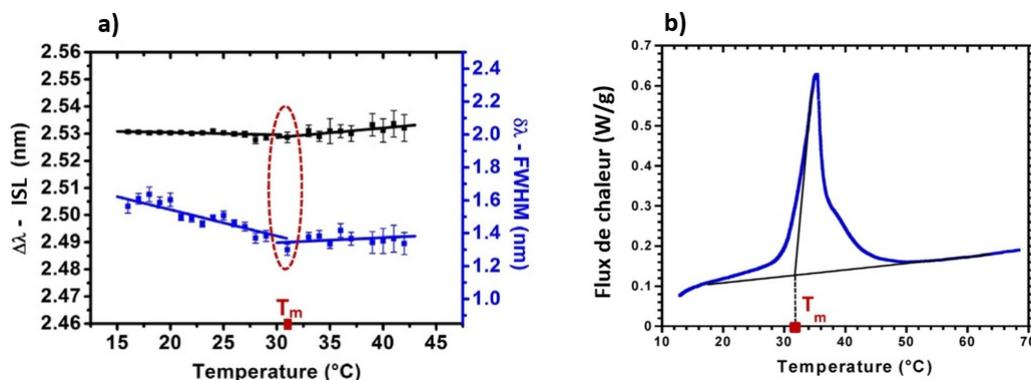 a)
2.56
2.55
2.54
2.53
2.52
2.51
2.50
2.49
2.48
2.47
2.46
Δλ - ISL (nm)
2.4
2.2
2.0
1.8
1.6
1.4
1.2
1.0
δλ - FWHM (nm)
Tm
15 20 25 30 35 40 45
Temperature (°C)
b)
0.7
0.6
0.5
0.4
0.3
0.2
0.1
0
Flux de chaleur (W/g)
Tm
10 20 30 40 50 60 70
Temperature (°C)